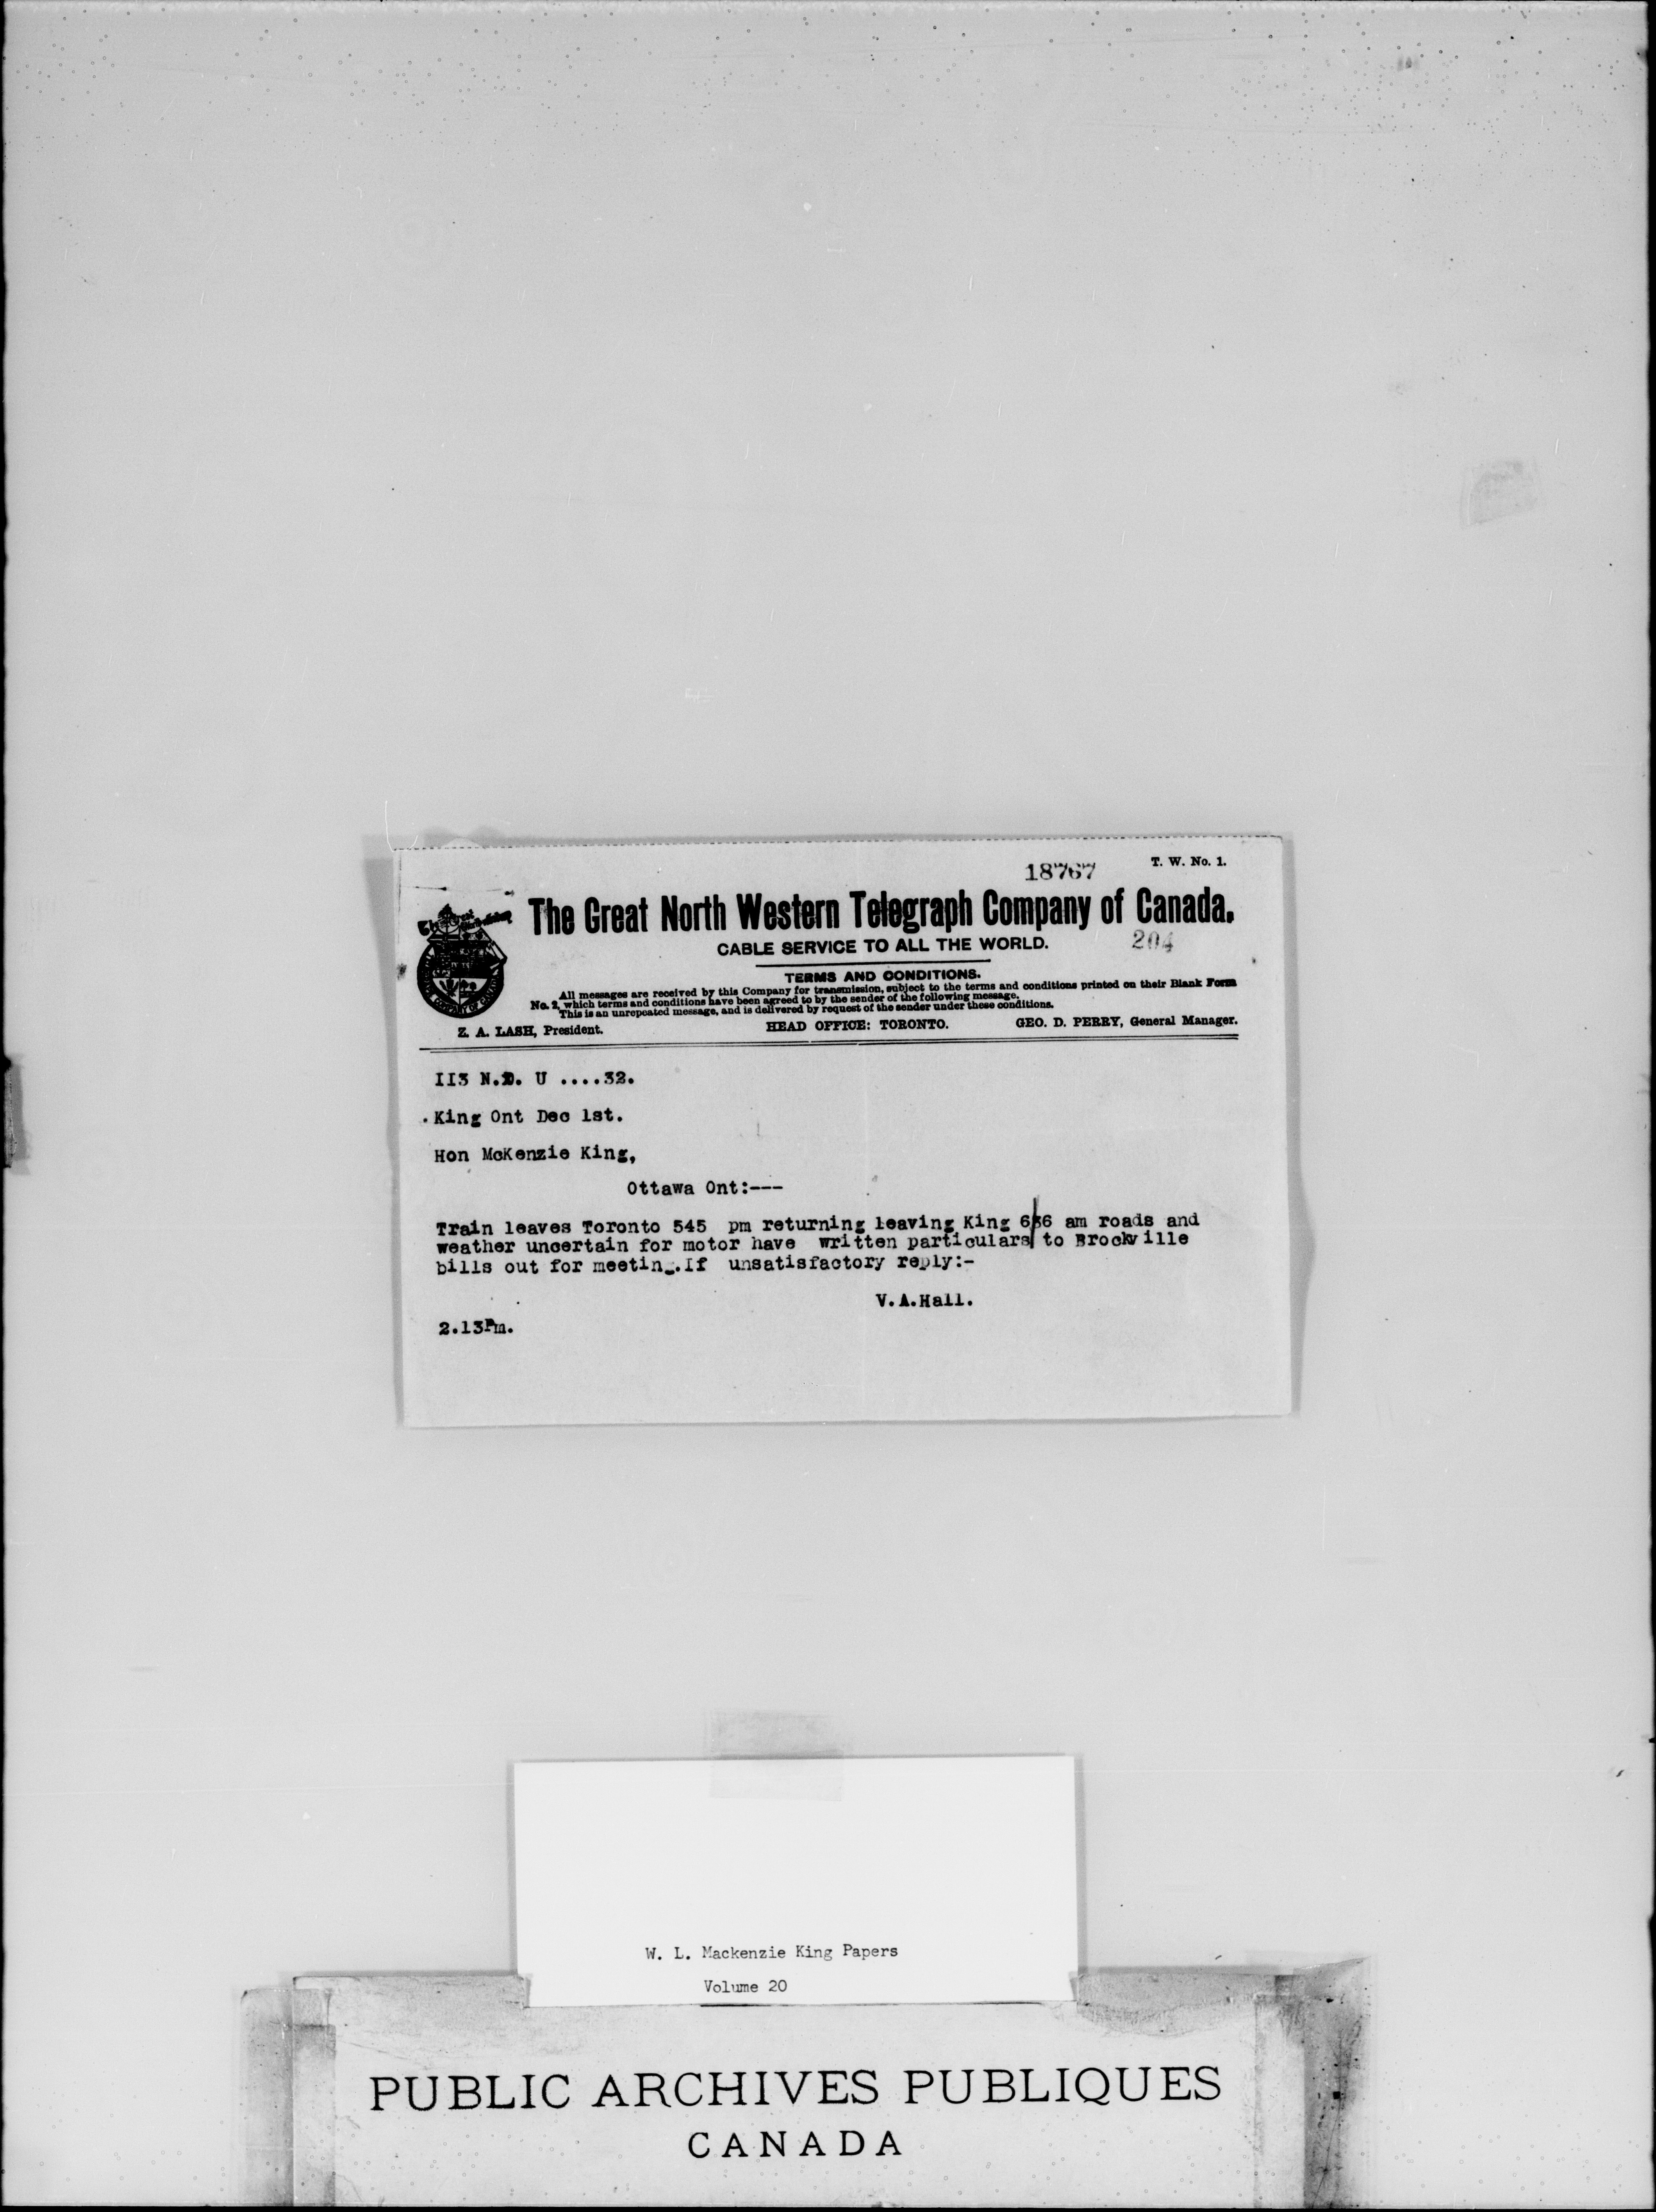 18767
T. W. No. 1.
The Great North Western Telegraph Company of Canada.
CABLE SERVICE TO ALL THE WORLD.
204
TERMS AND CONDITIONS.
All messages are received by this Company for transmission, subject to the terms and conditions printed on their Blank Form
No. 2, which terms and conditions have been agreed to by the sender of the following message.
This is an unrepeated message, and is delivered by request of the sender under these conditions.
Z. A. LASH, President.
HEAD OFFICE: TORONTO.
GEO. D. PERRY, General Manager.
II3 N.D. U ....32.
King Ont Dec 1st.
Hon McKenzie King,
Ottawa Ont:---
Train leaves Toronto 545 pm returning leaving King 6/36 am roads and
weather uncertain for motor have written particulars/ to Brockville
bills out for meetin_.If unsatisfactory reply:-
V.A.Hall.
2.13Pm.
W. L. Mackenzie King Papers
Volume 20
PUBLIC ARCHIVES PUBLIQUES
CANADA